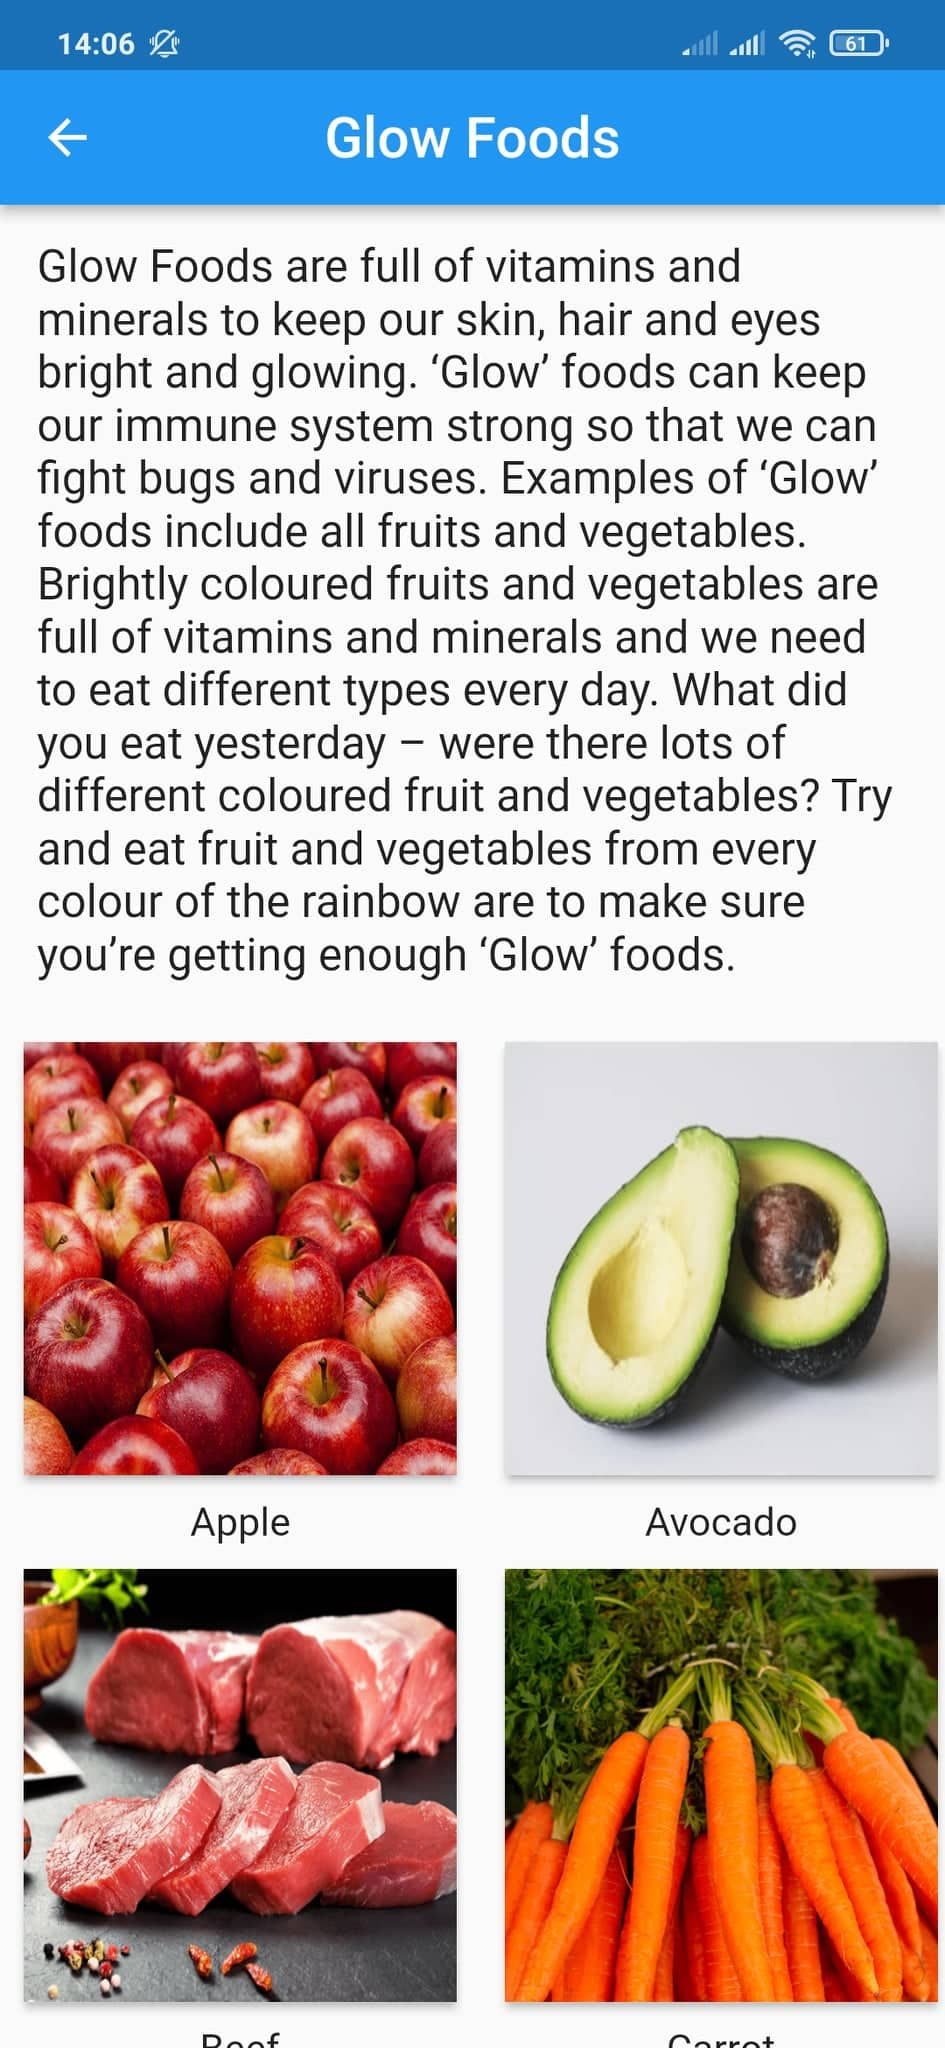 14:06
61
Glow Foods
Glow Foods are full of vitamins and
minerals to keep our skin, hair and eyes
bright and glowing. ‘Glow’ foods can keep
our immune system strong so that we can
fight bugs and viruses. Examples of ‘Glow’
foods include all fruits and vegetables.
Brightly coloured fruits and vegetables are
full of vitamins and minerals and we need
to eat different types every day. What did
you eat yesterday – were there lots of
different coloured fruit and vegetables? Try
and eat fruit and vegetables from every
colour of the rainbow are to make sure
you’re getting enough ‘Glow’ foods.
Apple
Avocado
Beef
Carrot